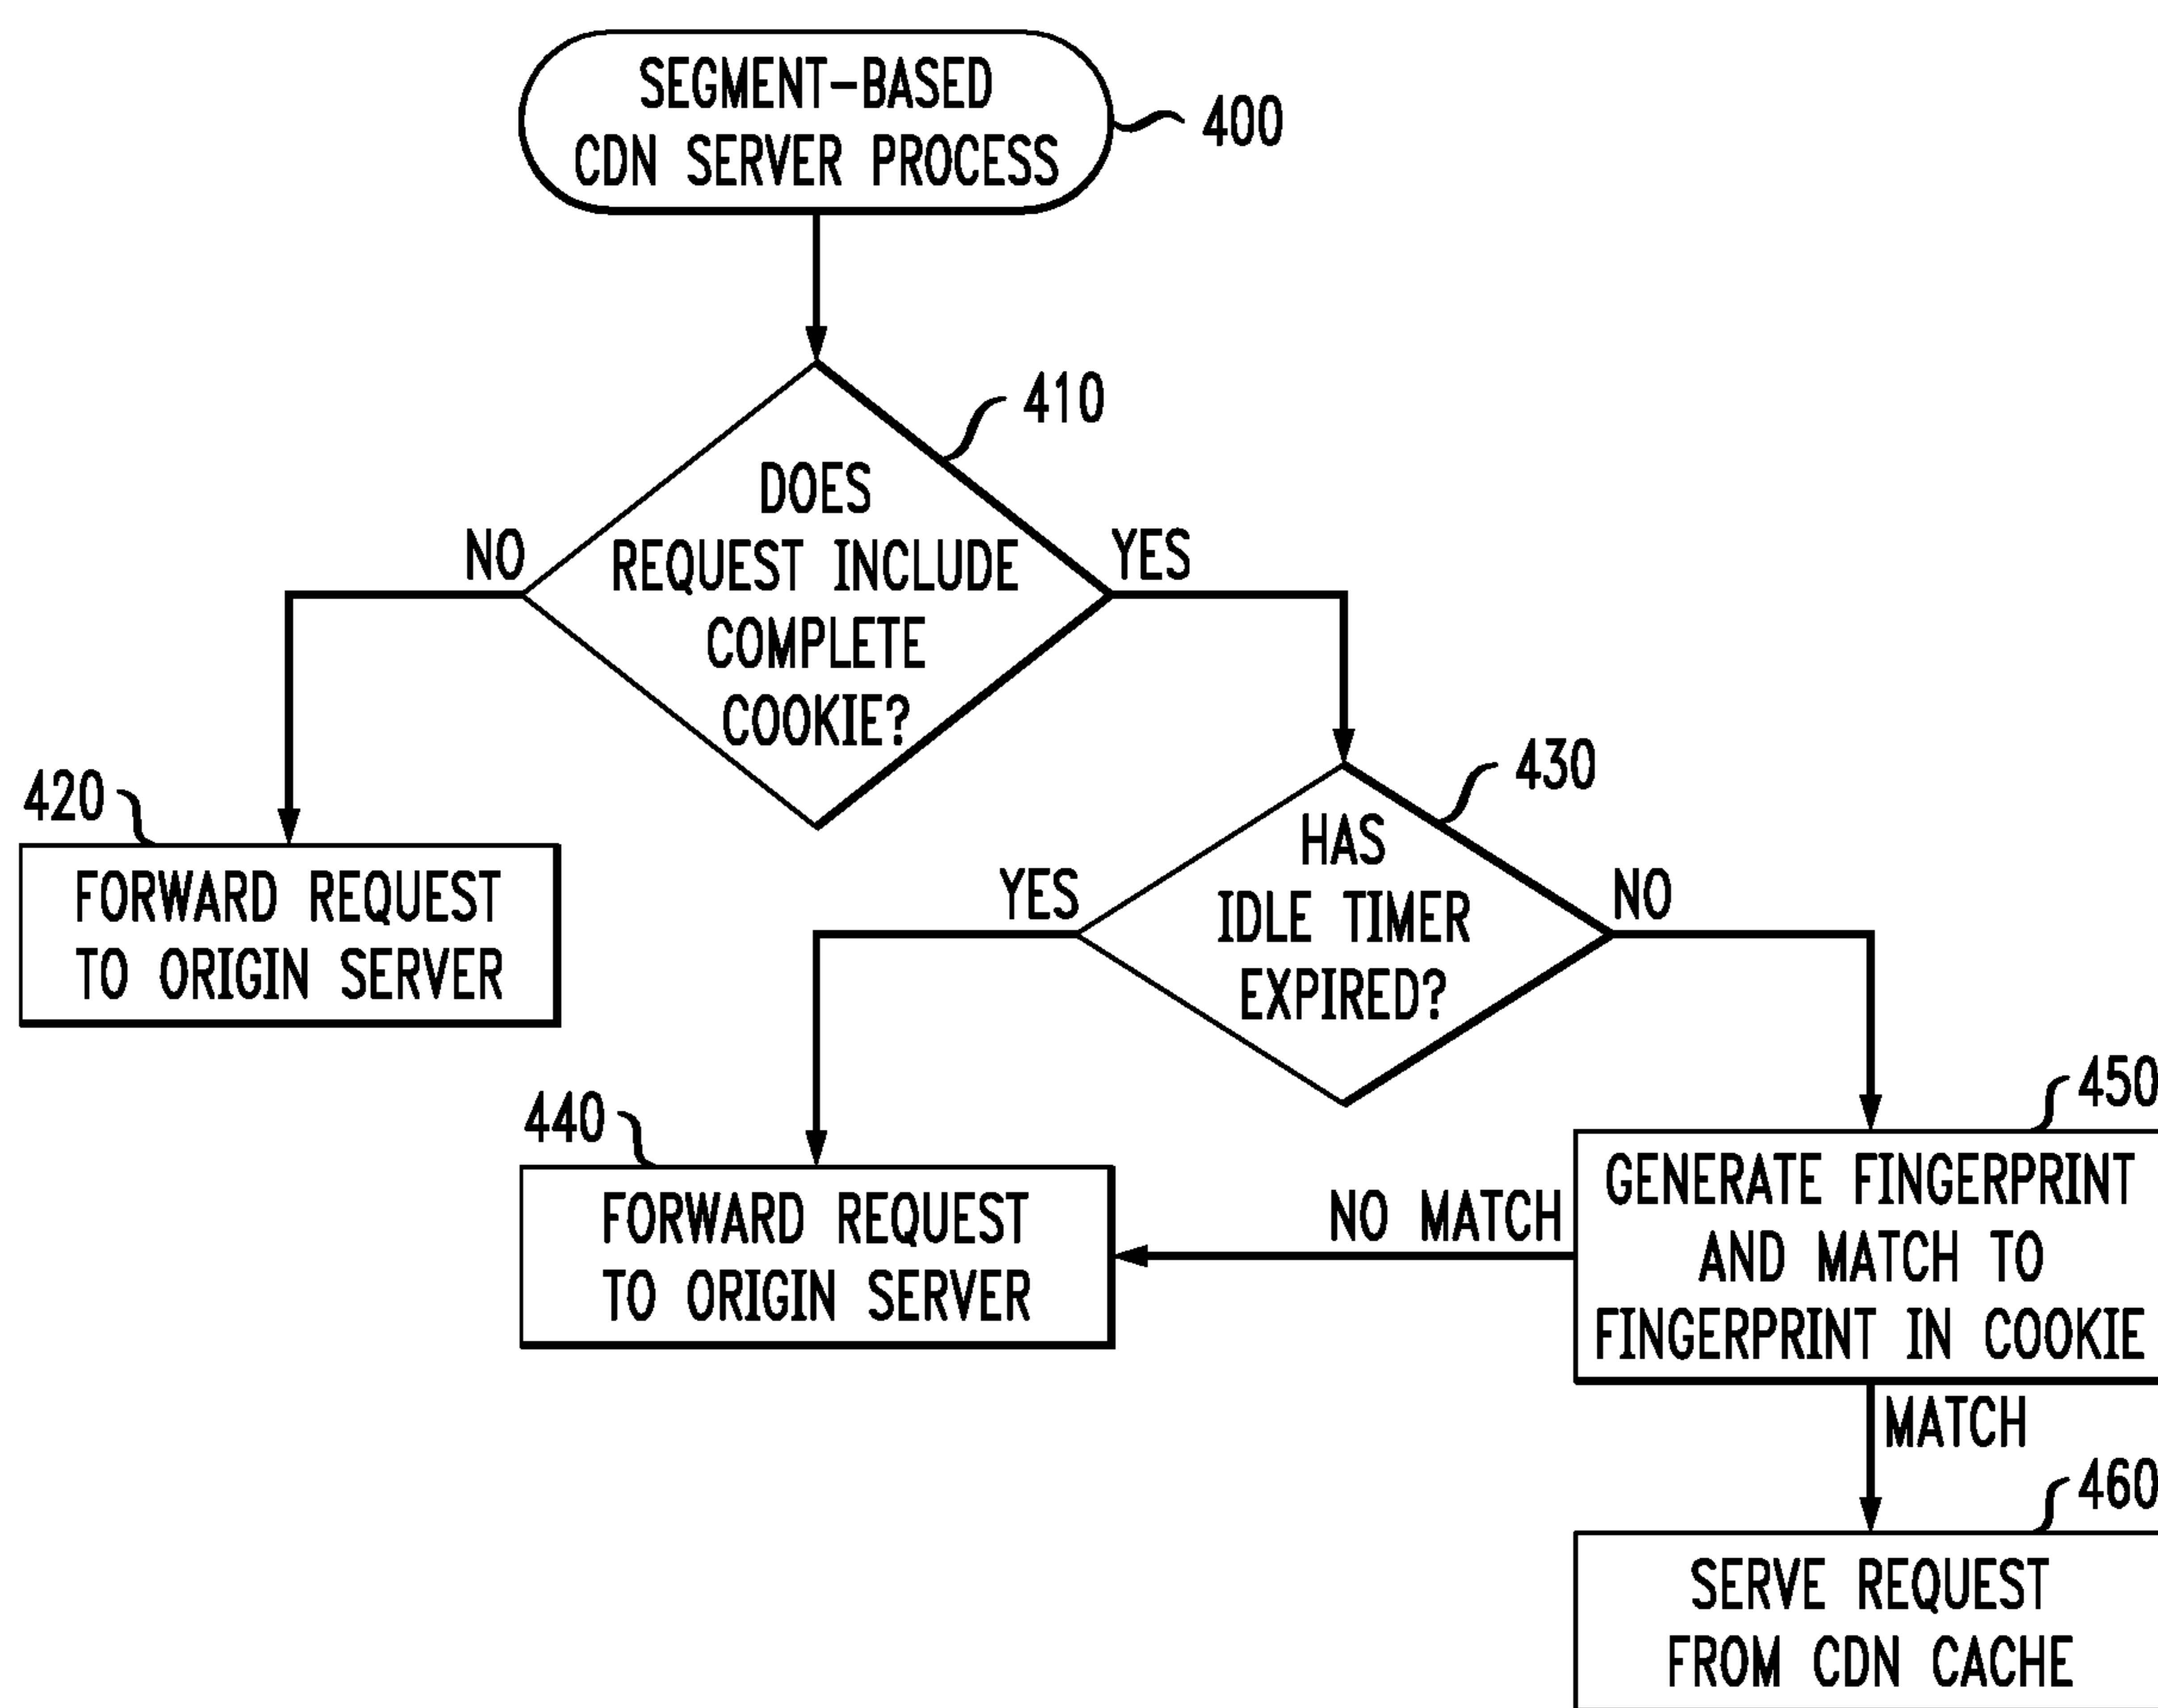 SEGMENT-BASED
CDN SERVER PROCESS
400
410
DOES
REQUEST INCLUDE
COMPLETE
COOKIE?
NO
YES
420
FORWARD REQUEST
TO ORIGIN SERVER
430
HAS
IDLE TIMER
EXPIRED?
YES
NO
440
FORWARD REQUEST
TO ORIGIN SERVER
NO MATCH
450
GENERATE FINGERPRINT
AND MATCH TO
FINGERPRINT IN COOKIE
MATCH
460
SERVE REQUEST
FROM CDN CACHE